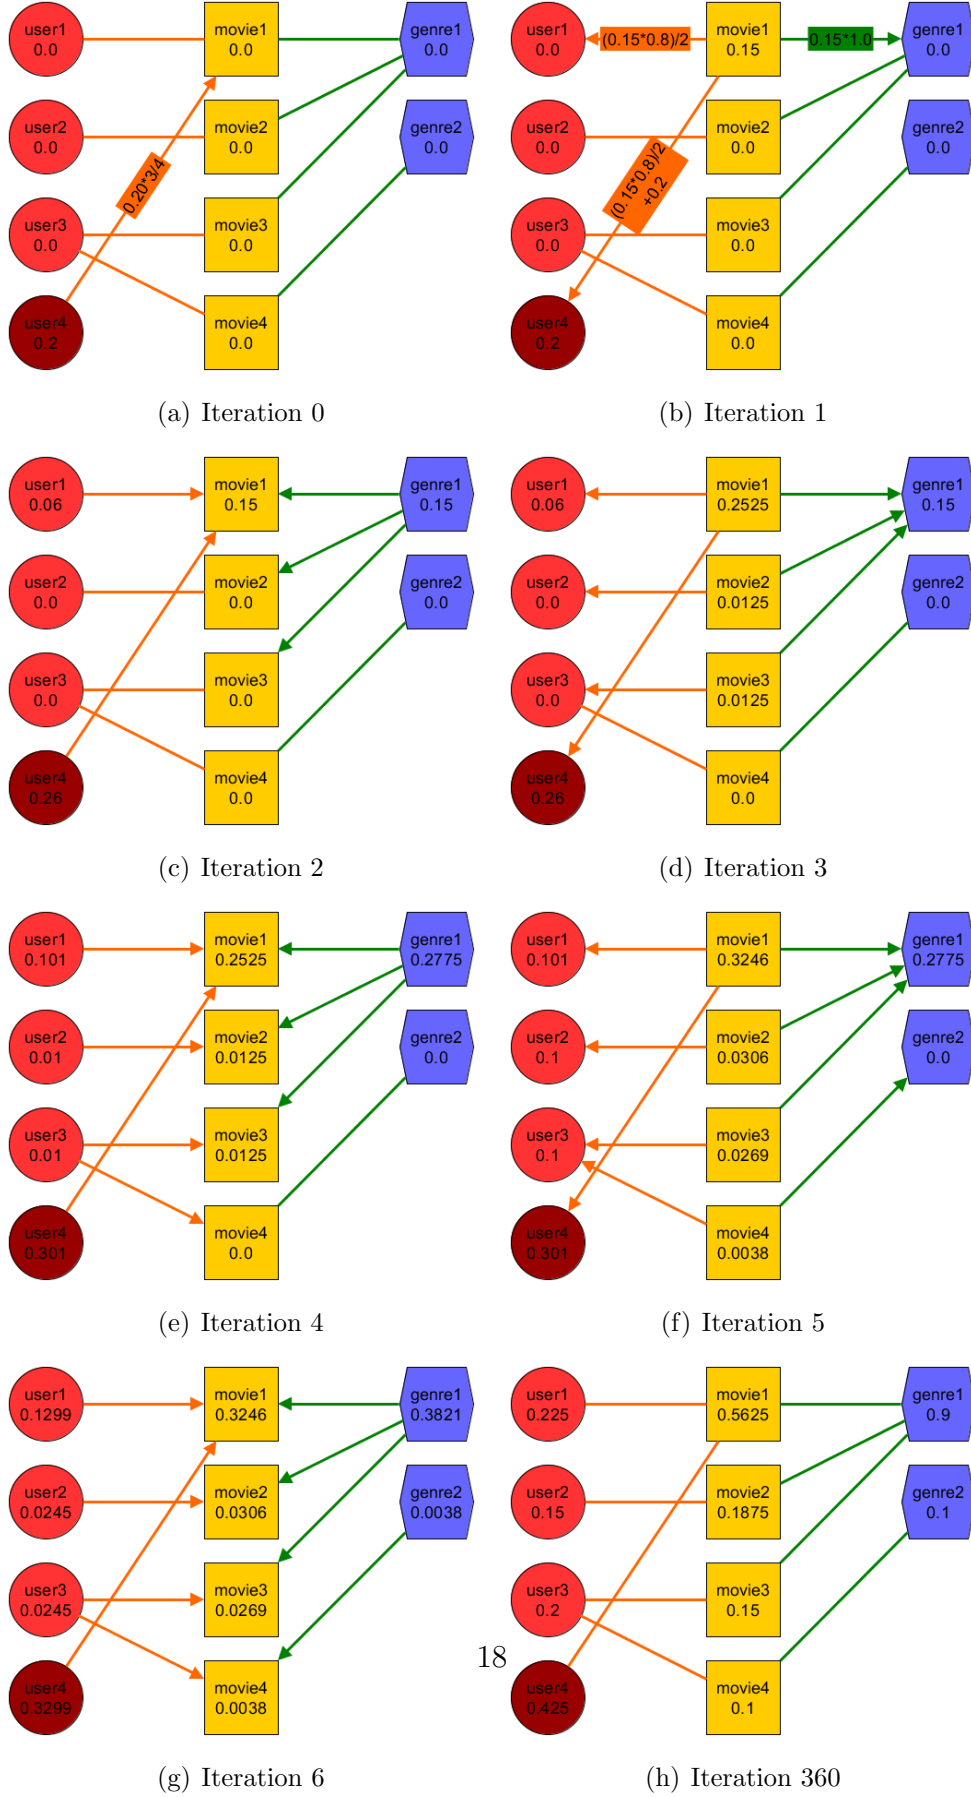 user1
0.0
movie1
0.0
genre1
0.0
user2
0.0
movie2
0.0
genre2
0.0
0.20*3/4
user3
0.0
movie3
0.0
user4
0.2
movie4
0.0
(a) Iteration 0
user1
0.0
(0.15*0.8)/2
movie1
0.15
0.15*1.0
genre1
0.0
user2
0.0
movie2
0.0
genre2
0.0
(0.15*0.8)/2
+0.2
user3
0.0
movie3
0.0
user4
0.2
movie4
0.0
(b) Iteration 1
user1
0.06
movie1
0.15
genre1
0.15
user2
0.0
movie2
0.0
genre2
0.0
user3
0.0
movie3
0.0
user4
0.26
movie4
0.0
(c) Iteration 2
user1
0.06
movie1
0.2525
genre1
0.15
user2
0.0
movie2
0.0125
genre2
0.0
user3
0.0
movie3
0.0125
user4
0.26
movie4
0.0
(d) Iteration 3
user1
0.101
movie1
0.2525
genre1
0.2775
user2
0.01
movie2
0.0125
genre2
0.0
user3
0.01
movie3
0.0125
user4
0.301
movie4
0.0
(e) Iteration 4
user1
0.101
movie1
0.3246
genre1
0.2775
user2
0.1
movie2
0.0306
genre2
0.0
user3
0.1
movie3
0.0269
user4
0.301
movie4
0.0038
(f) Iteration 5
user1
0.1299
movie1
0.3246
genre1
0.3821
user2
0.0245
movie2
0.0306
genre2
0.0038
user3
0.0245
movie3
0.0269
user4
0.3299
movie4
0.0038
(g) Iteration 6
user1
0.225
movie1
0.5625
genre1
0.9
user2
0.15
movie2
0.1875
genre2
0.1
user3
0.2
movie3
0.15
user4
0.425
movie4
0.1
(h) Iteration 360
18